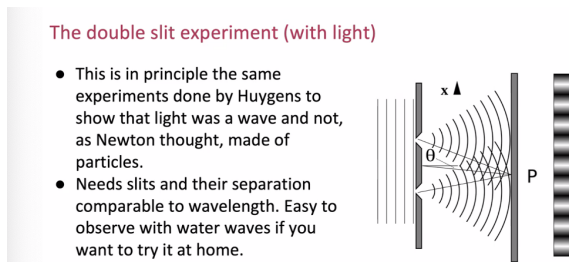 The double slit experiment (with light)
● This is in principle the same
experiments done by Huygens to
show that light was a wave and not,
as Newton thought, made of
particles.
● Needs slits and their separation
comparable to wavelength. Easy to
observe with water waves if you
want to try it at home.
x
θ
P